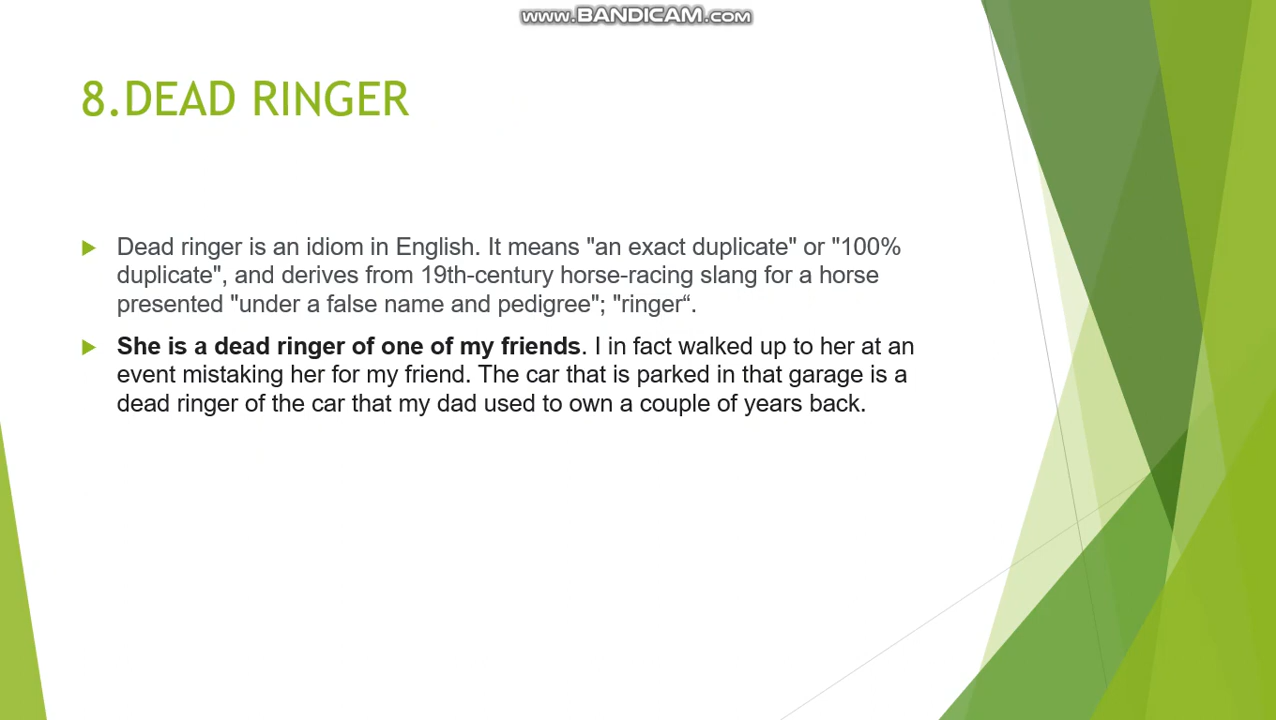 www.BANDICAM.com
8.DEAD RINGER
Dead ringer is an idiom in English. It means "an exact duplicate" or "100%
duplicate", and derives from 19th-century horse-racing slang for a horse
presented "under a false name and pedigree"; "ringer“.
She is a dead ringer of one of my friends. I in fact walked up to her at an
event mistaking her for my friend. The car that is parked in that garage is a
dead ringer of the car that my dad used to own a couple of years back.